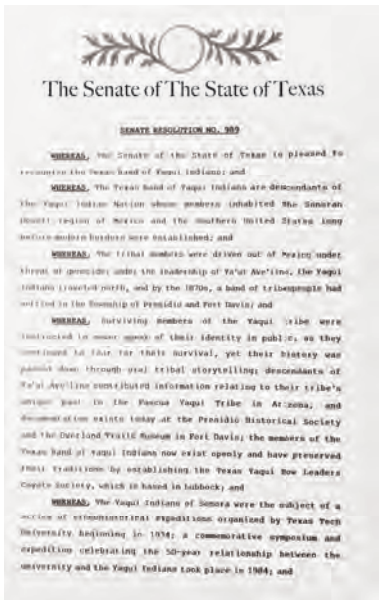 The Senate of The State of Texas
SENATE RESOLUTION NO. 989
WHEREAS, The Senate of the State of Texas is pleased to
recognize the Texas Band of Yaqui Indians; and
WHEREAS, The Texas Band of Yaqui Indians are descendants of
the Yaqui Indian Nation whose members inhabited the Sonoran
Desert region of Mexico and the Southern United States long
before modern borders were established; and
WHEREAS, The tribal members were driven out of Mexico under
threat of genocide; under the leadership of Ya'ut Ave'lino, the Yaqui
Indians traveled north, and by the 1870s, a band of tribespeople had
settled in the township of Presidio and Fort Davis; and
WHEREAS, Surviving members of the Yaqui tribe were
instructed to never speak of their identity in public, as they
continued to fear for their survival, yet their history was
passed down through oral tribal storytelling; descendants of
Ya'ut Ave'lino contributed information relating to their tribe's
unique past to the Pascua Yaqui Tribe in Arizona, and
documentation exists today at the Presidio Historical Society
and the Overland Trails Museum in Fort Davis; the members of the
Texas Band of Yaqui Indians now exist openly and have preserved
their traditions by establishing the Texas Yaqui Bow Leaders
Coyote Society, which is based in Lubbock; and
WHEREAS, The Yaqui Indians of Sonora were the subject of a
series of ethnohistorical expeditions organized by Texas Tech
University beginning in 1934; a commemorative symposium and
expedition celebrating the 50-year relationship between the
university and the Yaqui Indians took place in 1984; and